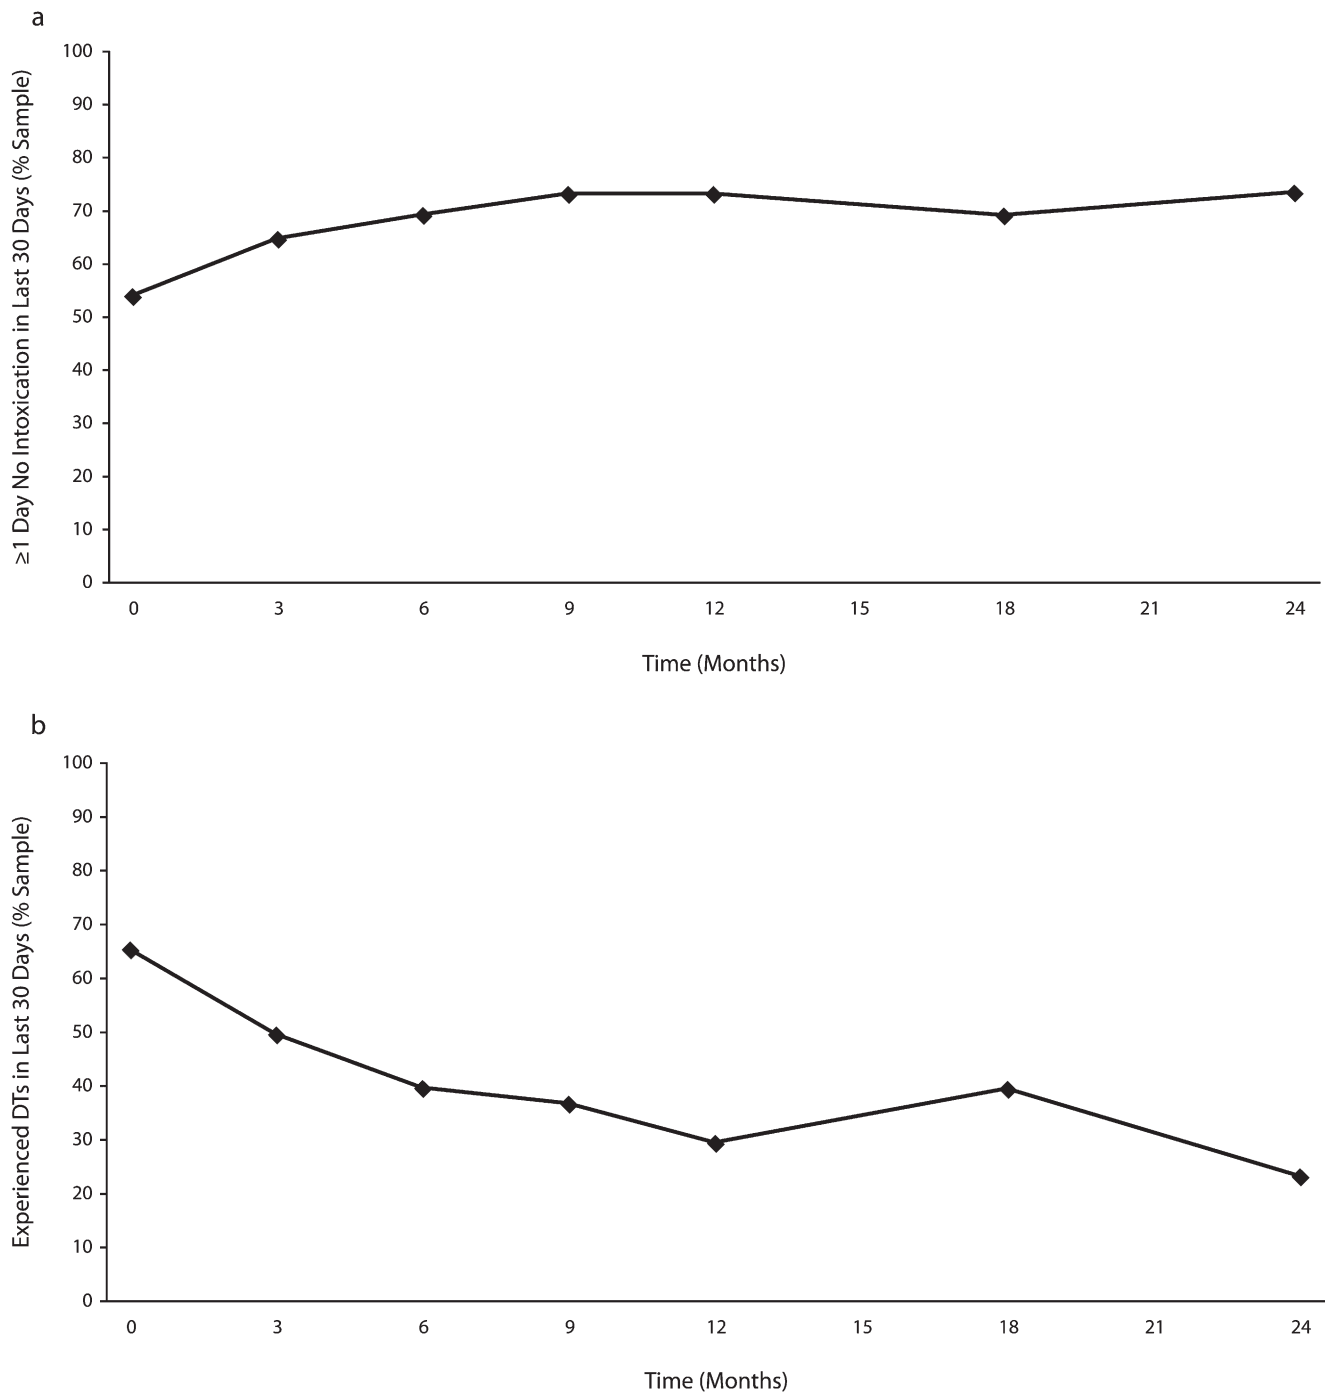 a
≥1 Day No Intoxication in Last 30 Days (% Sample)
100
90
80
70
60
50
40
30
20
10
0
0 3 6 9 12 15 18 21 24
Time (Months)
b
Experienced DTs in Last 30 Days (% Sample)
100
90
80
70
60
50
40
30
20
10
0
0 3 6 9 12 15 18 21 24
Time (Months)